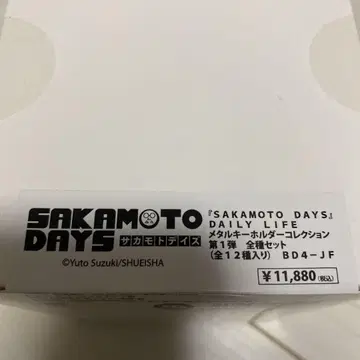 SAKAMOTO
DAYS サカモトデイズ
©Yuto Suzuki/SHUEISHA
『SAKAMOTO DAYS』
DAILY LIFE
メタルキーホルダーコレクション
第1弾 全種セット
(全12種入り) BD4-JF
¥11,880(税込)